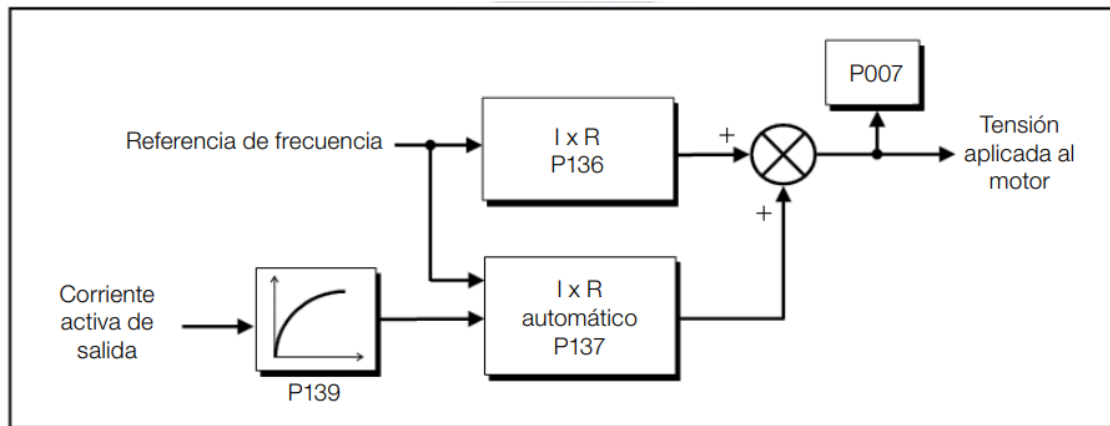 P007
Referencia de frecuencia
I x R
P136
+
Tensión
aplicada al
motor
+
Corriente
activa de
salida
P139
I x R
automático
P137